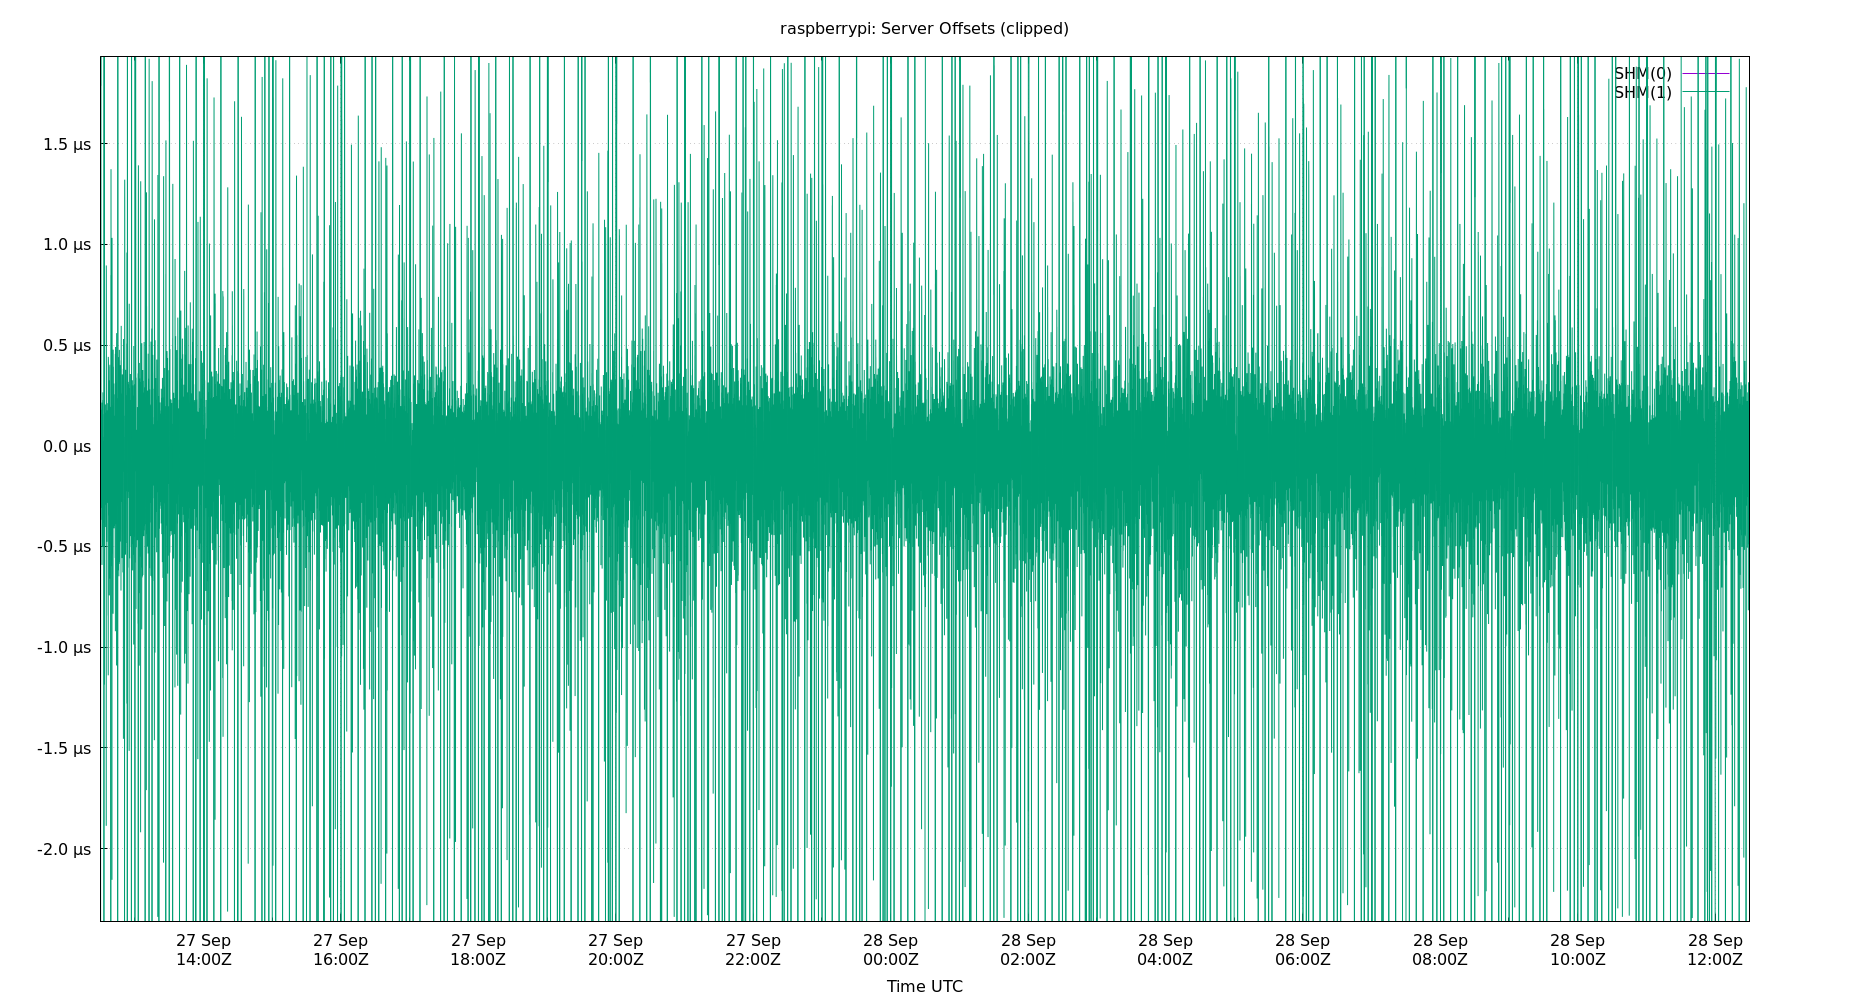 raspberrypi: Server Offsets (clipped)
SHM(0)
SHM(1)
1.5 µs
1.0 µs
0.5 µs
0.0 µs
-0.5 µs
-1.0 µs
-1.5 µs
-2.0 µs
27 Sep 27 Sep 27 Sep 27 Sep 27 Sep 28 Sep 28 Sep 28 Sep 28 Sep 28 Sep 28 Sep 28 Sep
14:00Z 16:00Z 18:00Z 20:00Z 22:00Z 00:00Z 02:00Z 04:00Z 06:00Z 08:00Z 10:00Z 12:00Z
Time UTC